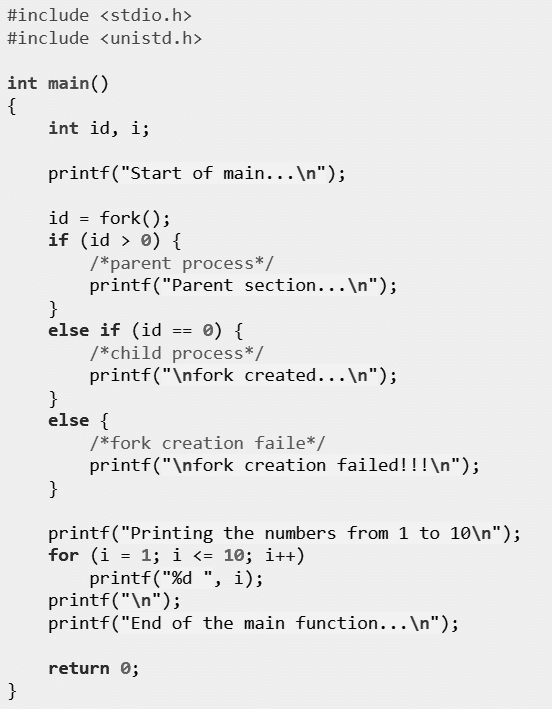 #include <stdio.h>
#include <unistd.h>

int main()
{
    int id, i;

    printf("Start of main...\n");

    id = fork();
    if (id > 0) {
        /*parent process*/
        printf("Parent section...\n");
    }
    else if (id == 0) {
        /*child process*/
        printf("\nfork created...\n");
    }
    else {
        /*fork creation faile*/
        printf("\nfork creation failed!!!\n");
    }

    printf("Printing the numbers from 1 to 10\n");
    for (i = 1; i <= 10; i++)
        printf("%d ", i);
    printf("\n");
    printf("End of the main function...\n");

    return 0;
}